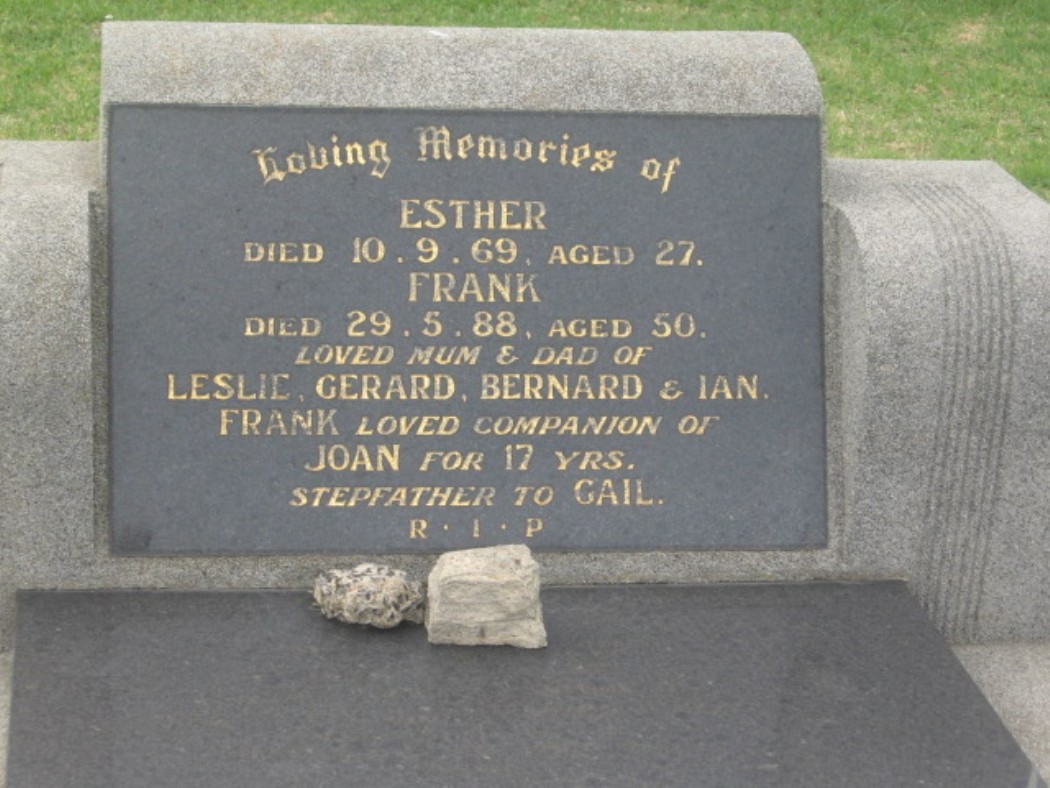 Loving Memories of
ESTHER
DIED 10.9.69, AGED 27.
FRANK
DIED 29.5.88, AGED 50.
LOVED MUM & DAD OF
LESLIE, GERARD, BERNARD & IAN.
FRANK LOVED COMPANION OF
JOAN FOR 17 YRS.
STEPFATHER TO GAIL.
R·I·P